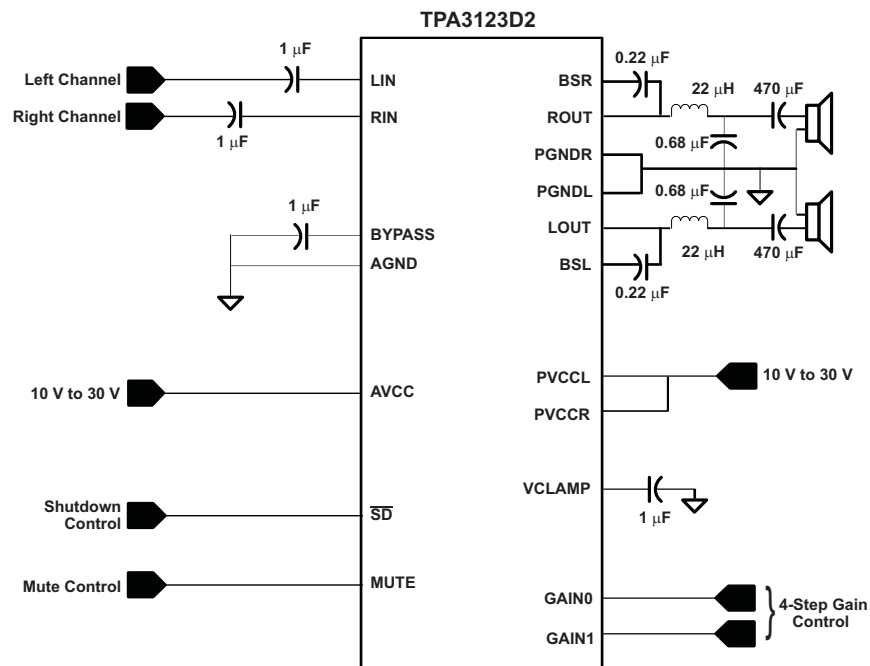 TPA3123D2
1 μF
Left Channel
LIN
Right Channel
RIN
1 μF
1 μF
BYPASS
AGND
10 V to 30 V
AVCC
Shutdown
Control
SD
Mute Control
MUTE
0.22 μF
BSR
22 μH
470 μF
ROUT
0.68 μF
PGNDR
PGNDL
0.68 μF
LOUT
22 μH
470 μF
BSL
0.22 μF
PVCCL
10 V to 30 V
PVCCR
VCLAMP
1 μF
GAIN0
4-Step Gain
Control
GAIN1